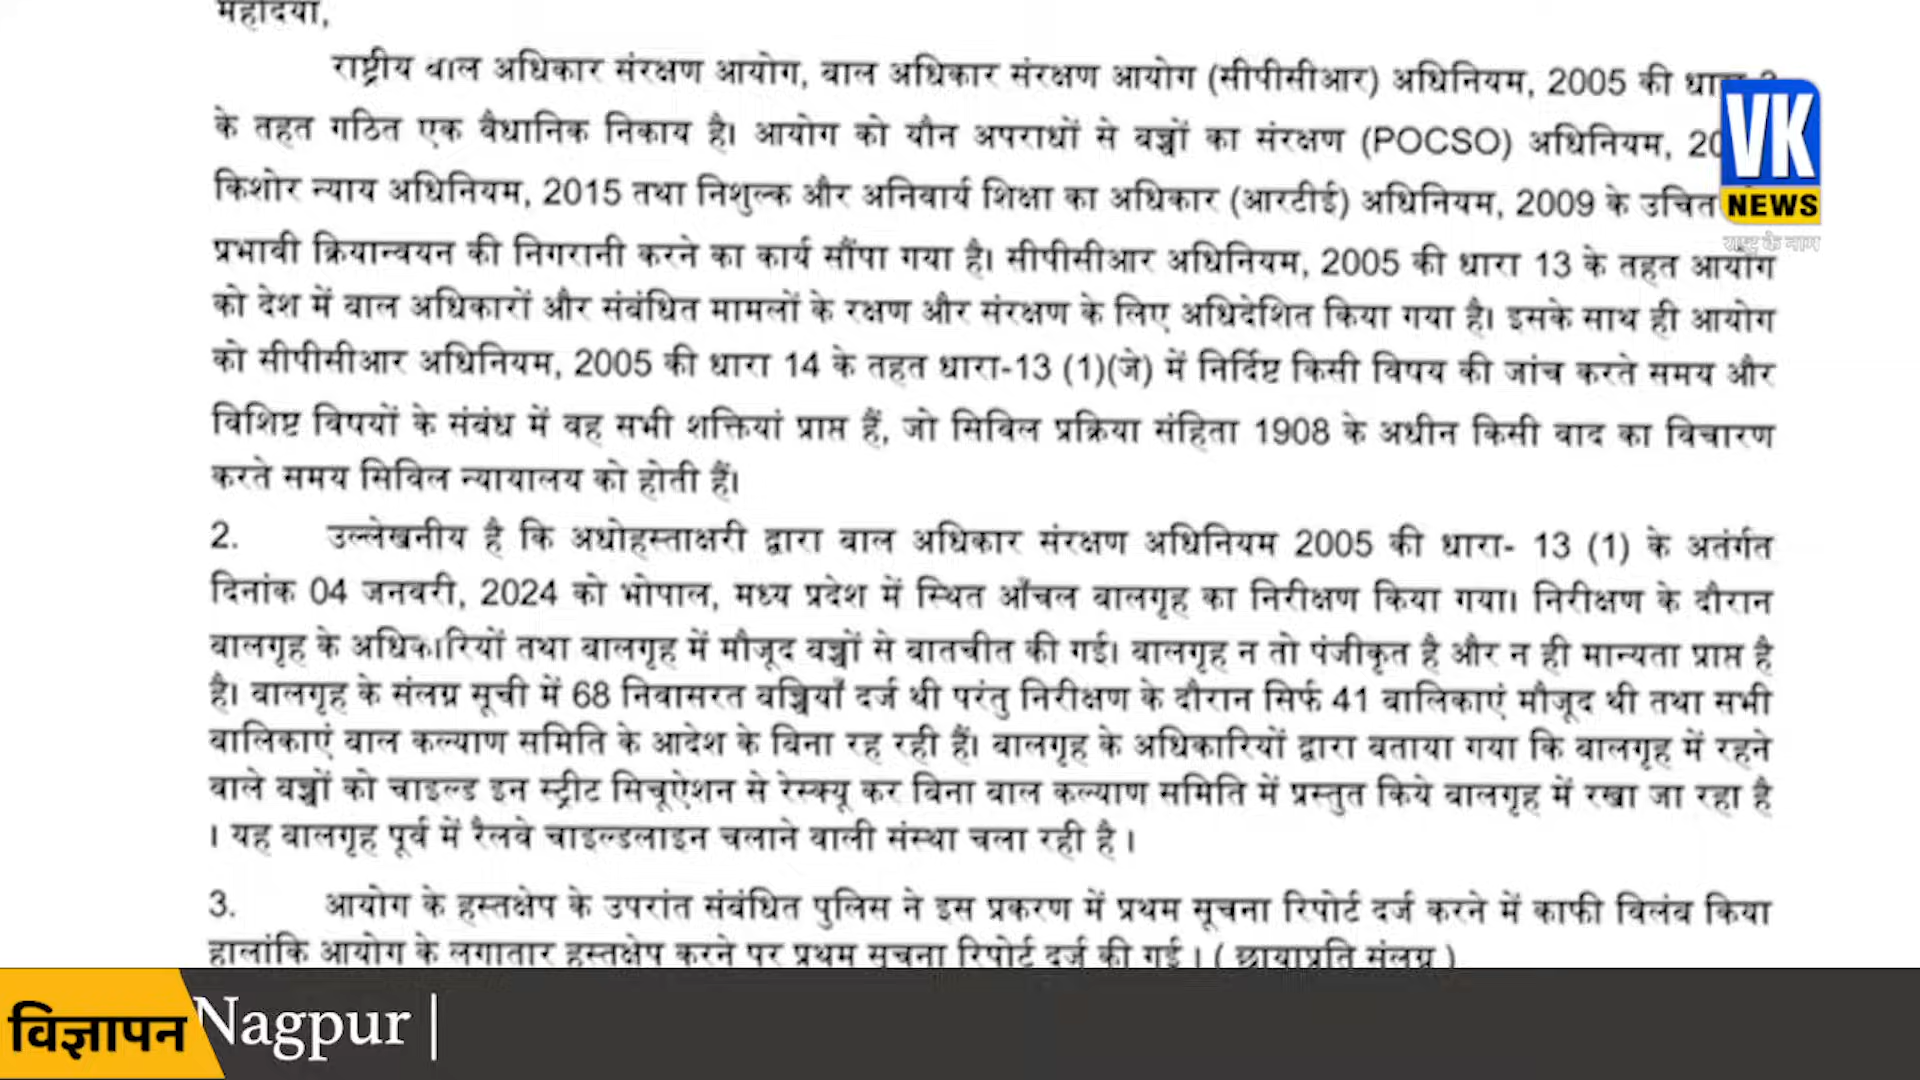 महोदया,
राष्ट्रीय बाल अधिकार संरक्षण आयोग, बाल अधिकार संरक्षण आयोग (सीपीसीआर) अधिनियम, 2005 की
के तहत गठित एक वैधानिक निकाय है। आयोग को यौन अपराधों से बच्चों का संरक्षण (POCSO) अधिनियम,
किशोर न्याय अधिनियम, 2015 तथा निशुल्क और अनिवार्य शिक्षा का अधिकार (आरटीई) अधिनियम, 2009 के उचित
प्रभावी क्रियान्वयन की निगरानी करने का कार्य सौंपा गया है। सीपीसीआर अधिनियम, 2005 की धारा 13 के तहत आयोग
को देश में बाल अधिकारों और संबंधित मामलों के रक्षण और संरक्षण के लिए अधिदेशित किया गया है। इसके साथ ही आयोग
को सीपीसीआर अधिनियम, 2005 की धारा 14 के तहत धारा-13 (1)(जे) में निर्दिष्ट किसी विषय की जांच करते समय और
विशिष्ट विषयों के संबंध में वह सभी शक्तियां प्राप्त हैं, जो सिविल प्रक्रिया संहिता 1908 के अधीन किसी वाद का विचारण
करते समय सिविल न्यायालय को होती हैं।
2. उल्लेखनीय है कि अधोहस्ताक्षरी द्वारा बाल अधिकार संरक्षण अधिनियम 2005 की धारा- 13 (1) के अतंर्गत
दिनांक 04 जनवरी, 2024 को भोपाल, मध्य प्रदेश में स्थित आँचल बालगृह का निरीक्षण किया गया। निरीक्षण के दौरान
बालगृह के अधिकारियों तथा बालगृह में मौजूद बच्चों से बातचीत की गई। बालगृह न तो पंजीकृत है और न ही मान्यता प्राप्त है
है। बालगृह के संलग्न सूची में 68 निवासरत बच्चियाँ दर्ज थी परंतु निरीक्षण के दौरान सिर्फ 41 बालिकाएं मौजूद थी तथा सभी
बालिकाएं बाल कल्याण समिति के आदेश के बिना रह रही हैं। बालगृह के अधिकारियों द्वारा बताया गया कि बालगृह में रहने
वाले बच्चों को चाइल्ड इन स्ट्रीट सिचूऐशन से रेस्क्यू कर बिना बाल कल्याण समिति में प्रस्तुत किये बालगृह में रखा जा रहा है
। यह बालगृह पूर्व में रैलवे चाइल्डलाइन चलाने वाली संस्था चला रही है ।
3. आयोग के हस्तक्षेप के उपरांत संबंधित पुलिस ने इस प्रकरण में प्रथम सूचना रिपोर्ट दर्ज करने में काफी विलंब किया
हालांकि आयोग के लगातार हस्तक्षेप करने पर प्रथम सूचना रिपोर्ट दर्ज की गई । ( छायाप्रति संलग्न )
VK
NEWS
राष्ट्र के नाम
विज्ञापन
Nagpur |